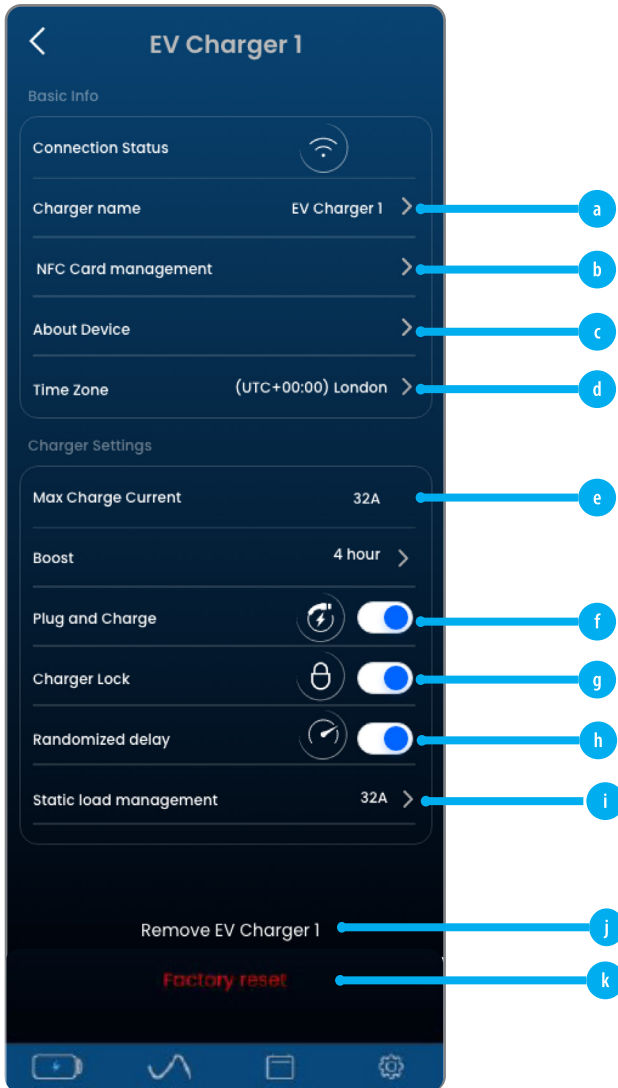 EV Charger 1
Basic Info
Connection Status
Charger name EV Charger 1 a
NFC Card management b
About Device c
Time Zone (UTC+00:00) London d
Charger Settings
Max Charge Current 32A e
Boost 4 hour
Plug and Charge f
Charger Lock g
Randomized delay h
Static load management 32A i
Remove EV Charger 1 j
Factory reset k